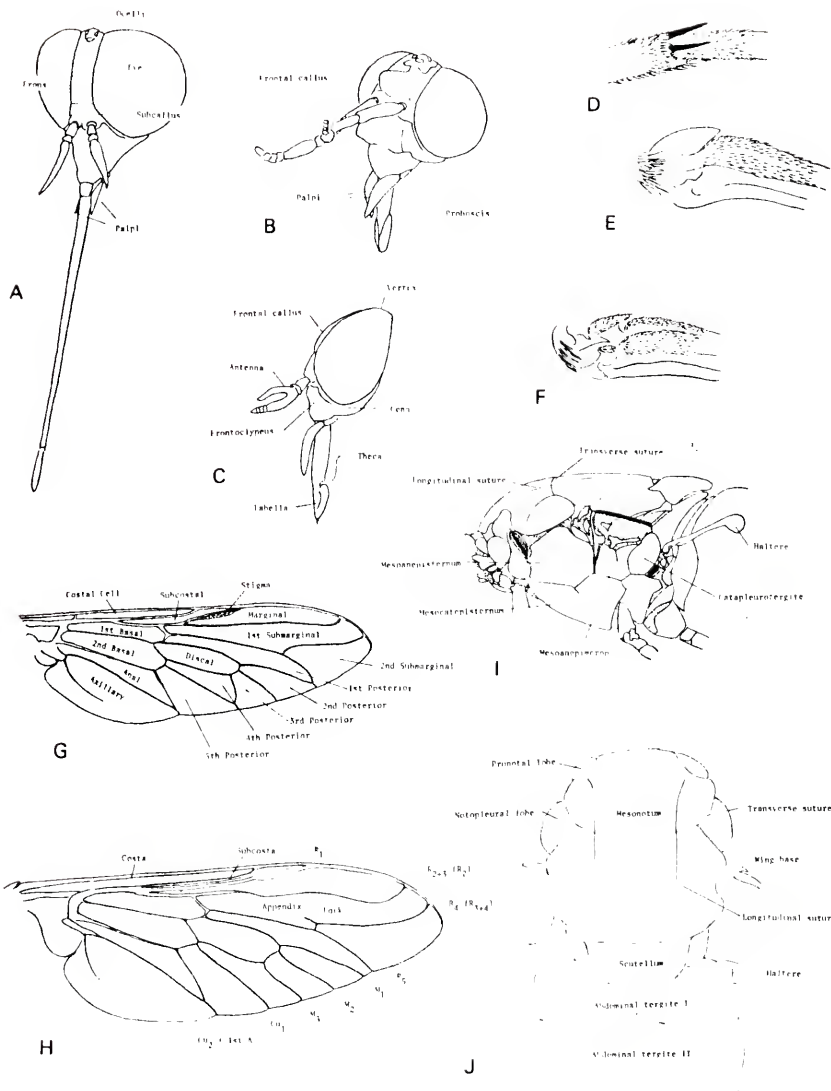 Ocelli
Eye
Frons
Subcallus
Palpi
A
Frontal callus
Palpi
Proboscis
B
Vertex
Frontal callus
Antenna
Gena
Frontoclypeus
Theca
Labella
C
D
E
F
Costal Cell
Subcostal
Stigma
Marginal
1st Basal
1st Submarginal
2nd Basal
Discal
Anal
Axillary
2nd Submarginal
1st Posterior
2nd Posterior
3rd Posterior
4th Posterior
5th Posterior
G
Costa
Subcosta
R1
R2+3 (R2)
Appendix
Fork
R4 (R3+4)
R5
M1
M2
M3
Cu1
Cu2 + 1st A
H
Transverse suture
Longitudinal suture
Haltere
Mesoanepisternum
Catapleurotergite
Mesocatepisternum
Mesoanepimeron
I
Pronotal lobe
Notopleural lobe
Mesonotum
Transverse suture
Wing base
Longitudinal suture
Scutellum
Haltere
Abdominal tergite I
Abdominal tergite II
J